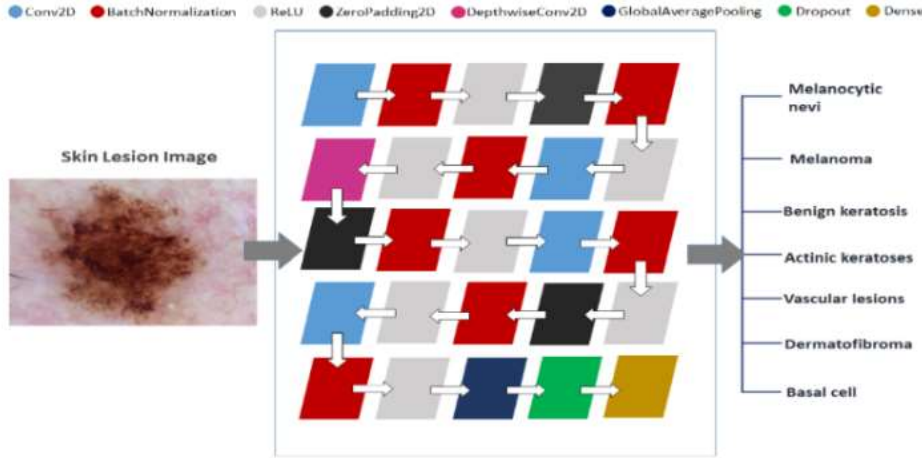 Conv2D BatchNormalization ReLU ZeroPadding2D DepthwiseConv2D GlobalAveragePooling Dropout Dense
Skin Lesion Image
Melanocytic
nevi
Melanoma
Benign keratosis
Actinic keratoses
Vascular lesions
Dermatofibroma
Basal cell